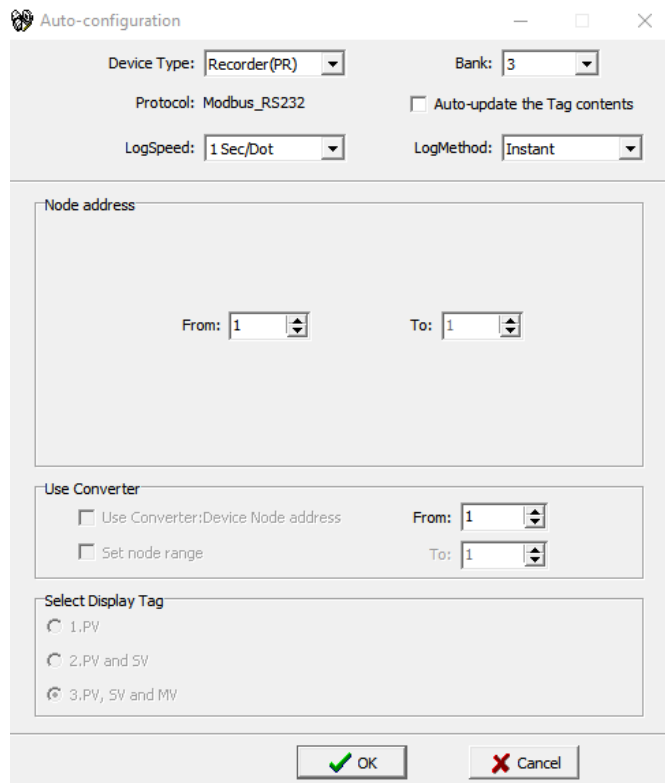 Auto-configuration
Device Type: Recorder(PR) Bank: 3
Protocol: Modbus_RS232 Auto-update the Tag contents
LogSpeed: 1 Sec/Dot LogMethod: Instant
Node address
From: 1 To: 1
Use Converter
Use Converter:Device Node address From: 1
Set node range To: 1
Select Display Tag
1.PV
2.PV and SV
3.PV, SV and MV
OK Cancel